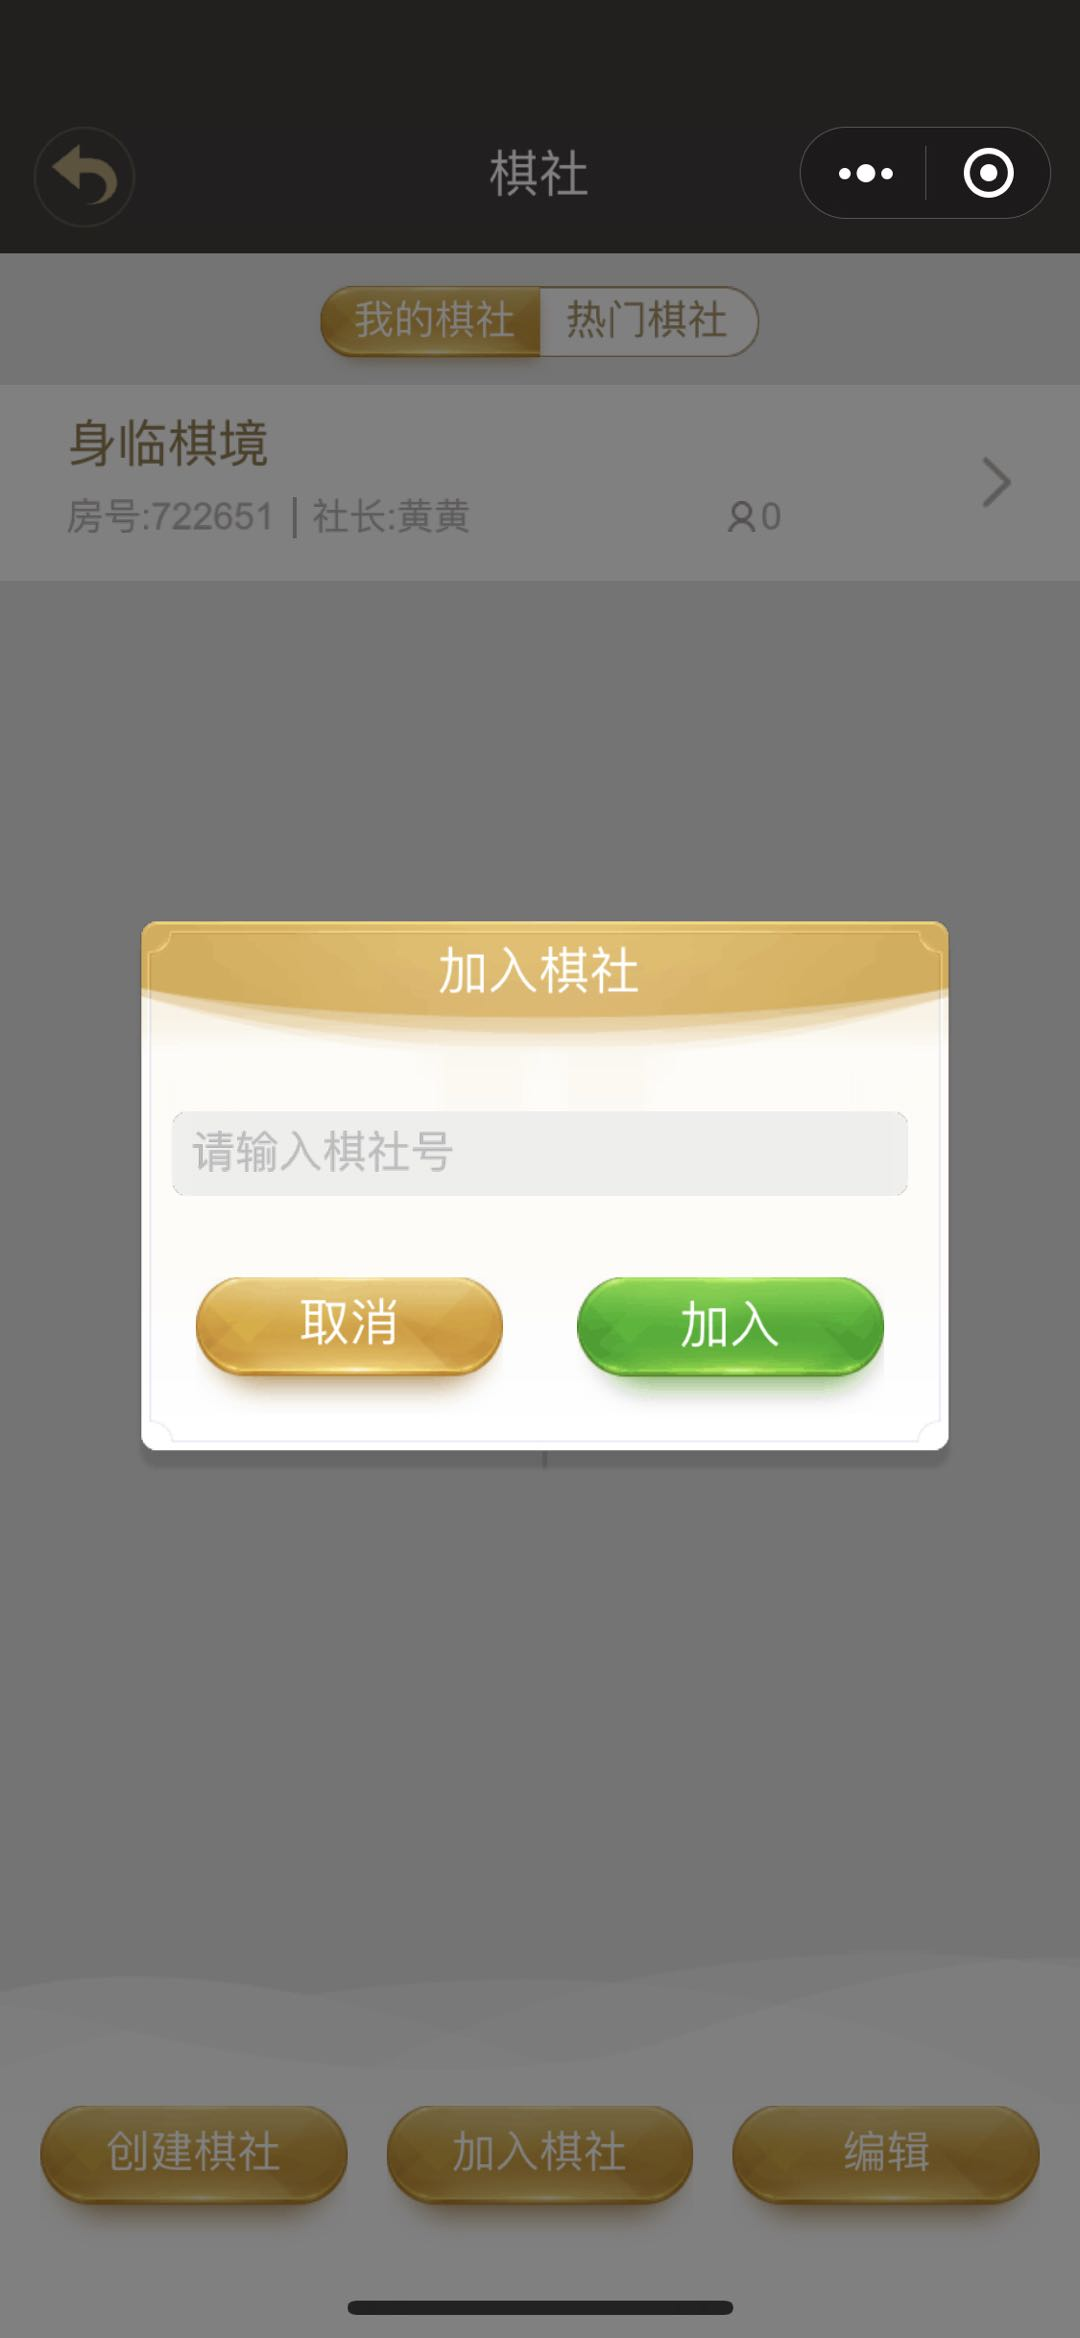 棋社
我的棋社 热门棋社
身临棋境
房号:722651 | 社长:黄黄 0
加入棋社
请输入棋社号
取消 加入
创建棋社 加入棋社 编辑